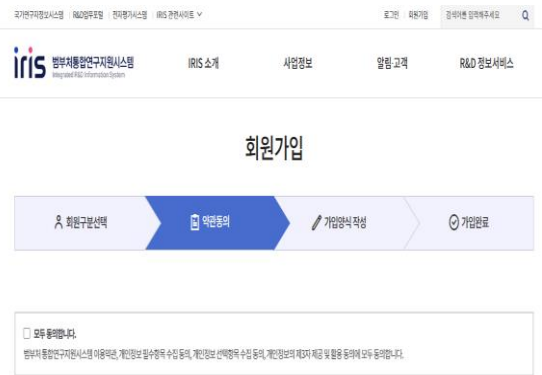 국가연구자정보시스템 R&D업무포털 전자평가시스템 IRIS 관련사이트
로그인 회원가입 검색어를 입력해주세요
iris 범부처통합연구지원시스템
Integrated R&D Information System
IRIS 소개 사업정보 알림·고객 R&D 정보서비스
회원가입
회원구분선택 약관동의 가입양식 작성 가입완료
모두 동의합니다.
범부처 통합연구지원시스템 이용약관, 개인정보 필수항목 수집 동의, 개인정보 선택항목 수집 동의, 개인정보의 제3자 제공 및 활용 동의에 모두 동의합니다.